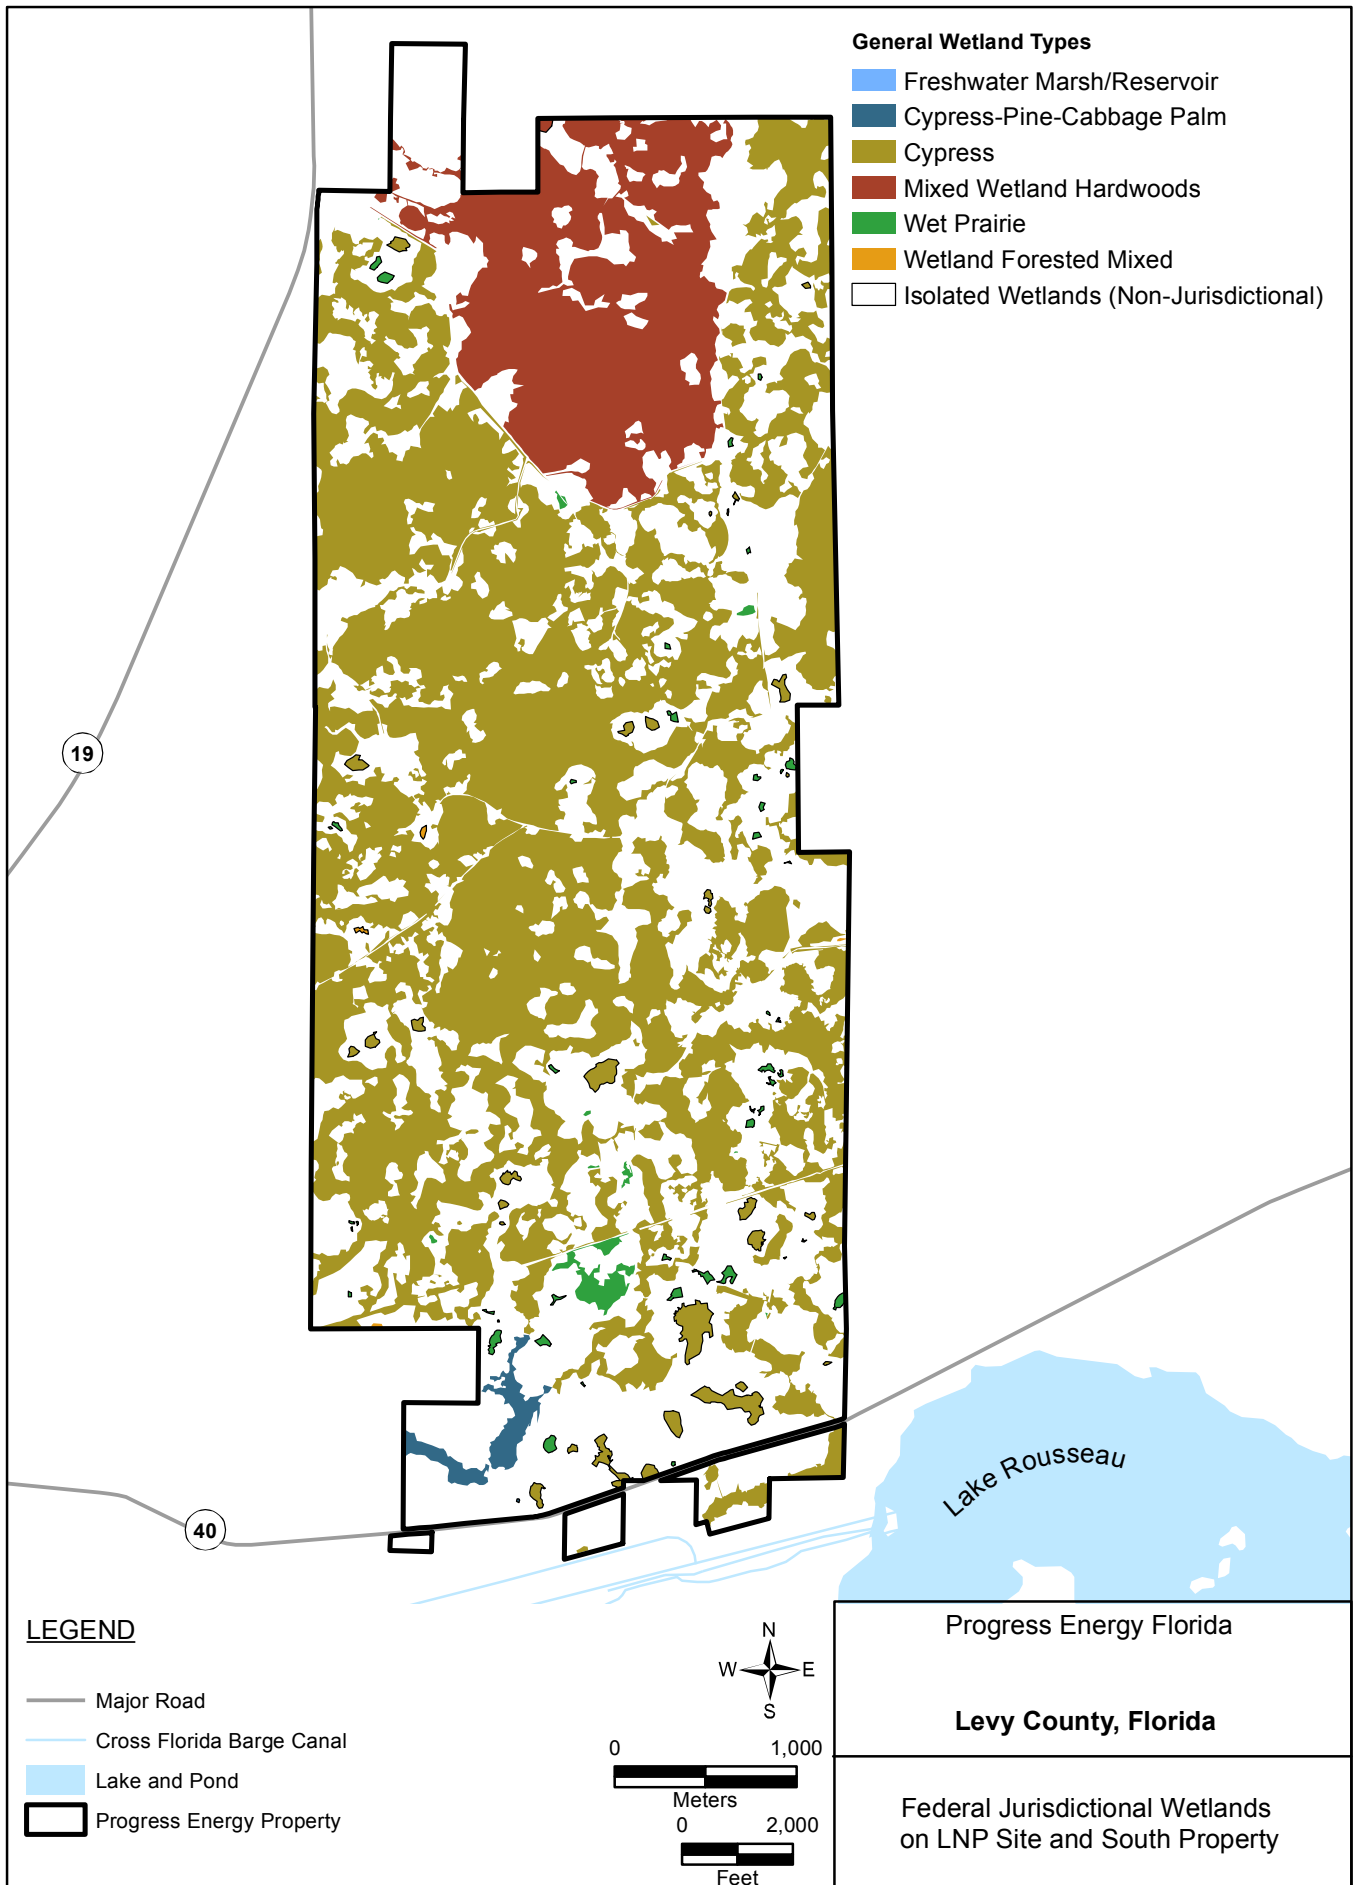 General Wetland Types
Freshwater Marsh/Reservoir
Cypress-Pine-Cabbage Palm
Cypress
Mixed Wetland Hardwoods
Wet Prairie
Wetland Forested Mixed
Isolated Wetlands (Non-Jurisdictional)
19
40
Lake Rousseau
LEGEND
Major Road
Cross Florida Barge Canal
Lake and Pond
Progress Energy Property
N
W E
S
0 1,000
Meters
0 2,000
Feet
Progress Energy Florida
Levy County, Florida
Federal Jurisdictional Wetlands
on LNP Site and South Property